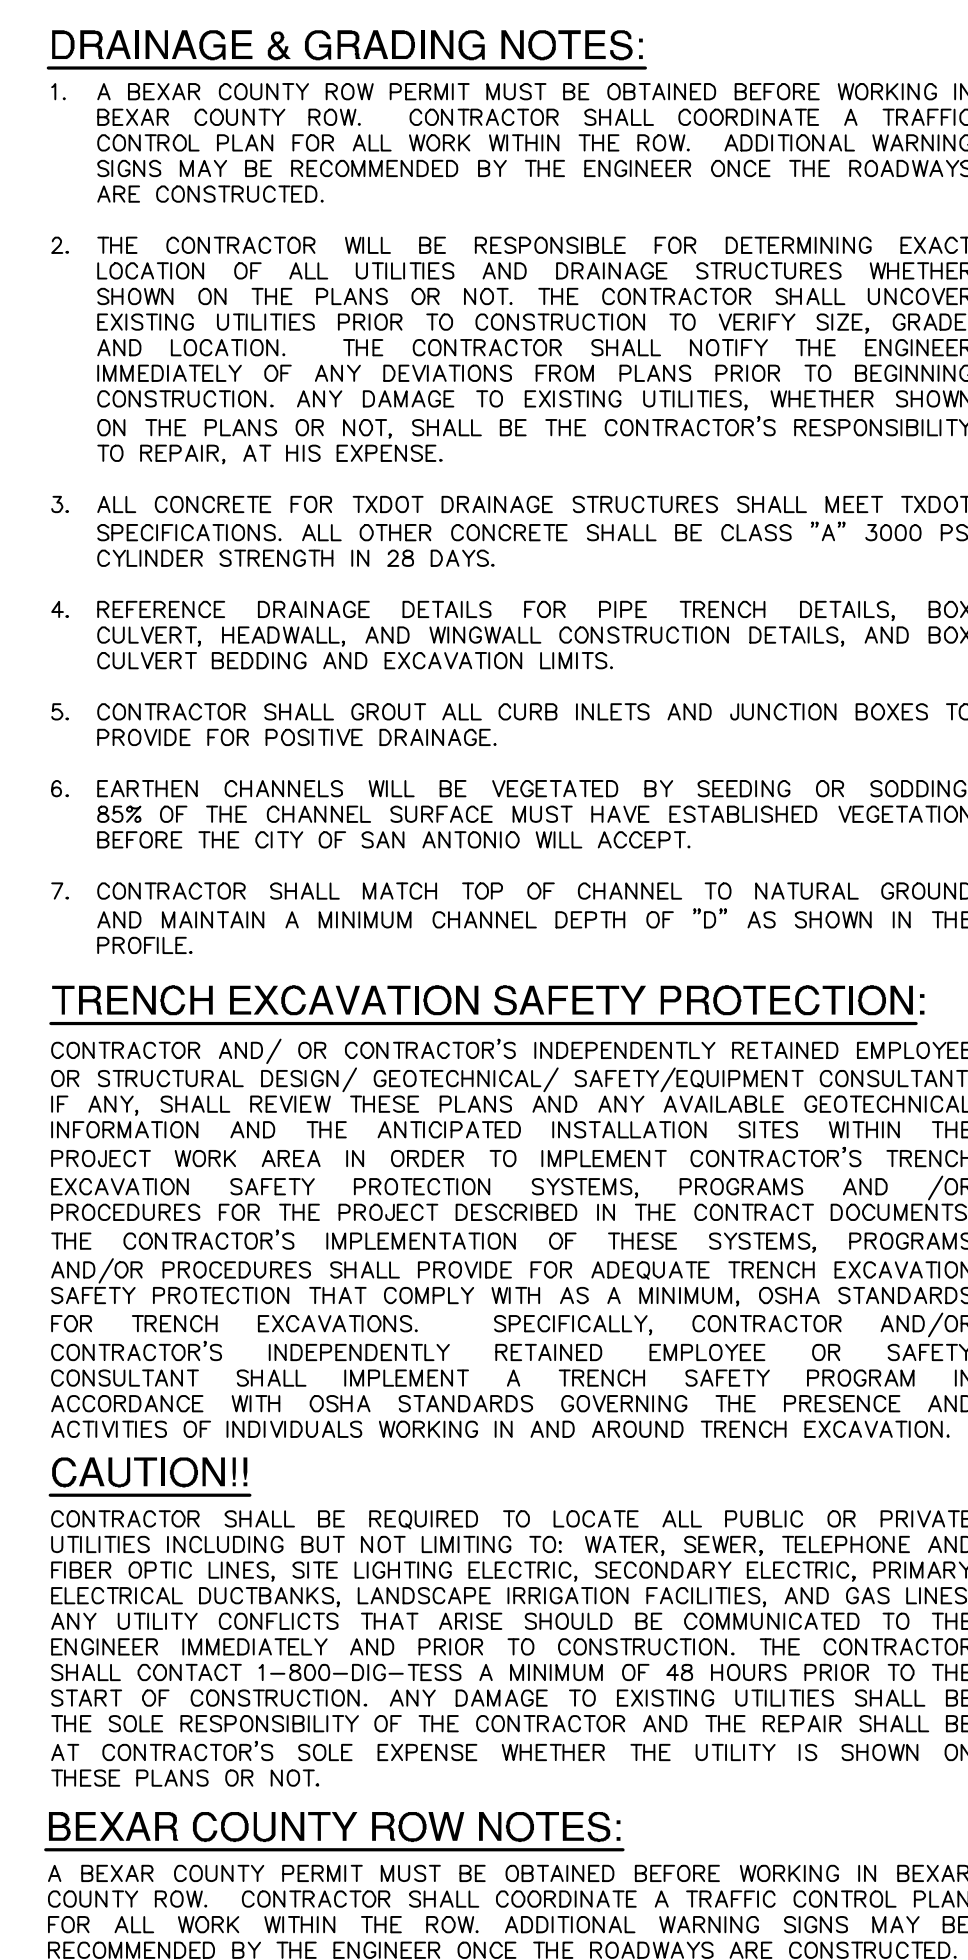 DRAINAGE & GRADING NOTES:
1. A BEXAR COUNTY ROW PERMIT MUST BE OBTAINED BEFORE WORKING IN
BEXAR COUNTY ROW. CONTRACTOR SHALL COORDINATE A TRAFFIC
CONTROL PLAN FOR ALL WORK WITHIN THE ROW. ADDITIONAL WARNING
SIGNS MAY BE RECOMMENDED BY THE ENGINEER ONCE THE ROADWAYS
ARE CONSTRUCTED.
2. THE CONTRACTOR WILL BE RESPONSIBLE FOR DETERMINING EXACT
LOCATION OF ALL UTILITIES AND DRAINAGE STRUCTURES WHETHER
SHOWN ON THE PLANS OR NOT. THE CONTRACTOR SHALL UNCOVER
EXISTING UTILITIES PRIOR TO CONSTRUCTION TO VERIFY SIZE, GRADE
AND LOCATION. THE CONTRACTOR SHALL NOTIFY THE ENGINEER
IMMEDIATELY OF ANY DEVIATIONS FROM PLANS PRIOR TO BEGINNING
CONSTRUCTION. ANY DAMAGE TO EXISTING UTILITIES, WHETHER SHOWN
ON THE PLANS OR NOT, SHALL BE THE CONTRACTOR'S RESPONSIBILITY
TO REPAIR, AT HIS EXPENSE.
3. ALL CONCRETE FOR TXDOT DRAINAGE STRUCTURES SHALL MEET TXDOT
SPECIFICATIONS. ALL OTHER CONCRETE SHALL BE CLASS "A" 3000 PS
CYLINDER STRENGTH IN 28 DAYS.
4. REFERENCE DRAINAGE DETAILS FOR PIPE TRENCH DETAILS, BOX
CULVERT, HEADWALL, AND WINGWALL CONSTRUCTION DETAILS, AND BOX
CULVERT BEDDING AND EXCAVATION LIMITS.
5. CONTRACTOR SHALL GROUT ALL CURB INLETS AND JUNCTION BOXES TO
PROVIDE FOR POSITIVE DRAINAGE.
6. EARTHEN CHANNELS WILL BE VEGETATED BY SEEDING OR SODDING.
85% OF THE CHANNEL SURFACE MUST HAVE ESTABLISHED VEGETATION
BEFORE THE CITY OF SAN ANTONIO WILL ACCEPT.
7. CONTRACTOR SHALL MATCH TOP OF CHANNEL TO NATURAL GROUND
AND MAINTAIN A MINIMUM CHANNEL DEPTH OF "D" AS SHOWN IN THE
PROFILE.
TRENCH EXCAVATION SAFETY PROTECTION:
CONTRACTOR AND/ OR CONTRACTOR'S INDEPENDENTLY RETAINED EMPLOYEE
OR STRUCTURAL DESIGN/ GEOTECHNICAL/ SAFETY/EQUIPMENT CONSULTANT
IF ANY, SHALL REVIEW THESE PLANS AND ANY AVAILABLE GEOTECHNICAL
INFORMATION AND THE ANTICIPATED INSTALLATION SITES WITHIN THE
PROJECT WORK AREA IN ORDER TO IMPLEMENT CONTRACTOR'S TRENCH
EXCAVATION SAFETY PROTECTION SYSTEMS, PROGRAMS AND /OR
PROCEDURES FOR THE PROJECT DESCRIBED IN THE CONTRACT DOCUMENTS.
THE CONTRACTOR'S IMPLEMENTATION OF THESE SYSTEMS, PROGRAMS
AND/OR PROCEDURES SHALL PROVIDE FOR ADEQUATE TRENCH EXCAVATION
SAFETY PROTECTION THAT COMPLY WITH AS A MINIMUM, OSHA STANDARDS
FOR TRENCH EXCAVATIONS. SPECIFICALLY, CONTRACTOR AND/OR
CONTRACTOR'S INDEPENDENTLY RETAINED EMPLOYEE OR SAFETY
CONSULTANT SHALL IMPLEMENT A TRENCH SAFETY PROGRAM IN
ACCORDANCE WITH OSHA STANDARDS GOVERNING THE PRESENCE AND
ACTIVITIES OF INDIVIDUALS WORKING IN AND AROUND TRENCH EXCAVATION.
CAUTION!!
CONTRACTOR SHALL BE REQUIRED TO LOCATE ALL PUBLIC OR PRIVATE
UTILITIES INCLUDING BUT NOT LIMITING TO: WATER, SEWER, TELEPHONE AND
FIBER OPTIC LINES, SITE LIGHTING ELECTRIC, SECONDARY ELECTRIC, PRIMARY
ELECTRICAL DUCTBANKS, LANDSCAPE IRRIGATION FACILITIES, AND GAS LINES.
ANY UTILITY CONFLICTS THAT ARISE SHOULD BE COMMUNICATED TO THE
ENGINEER IMMEDIATELY AND PRIOR TO CONSTRUCTION. THE CONTRACTOR
SHALL CONTACT 1-800-DIG-TESS A MINIMUM OF 48 HOURS PRIOR TO THE
START OF CONSTRUCTION. ANY DAMAGE TO EXISTING UTILITIES SHALL BE
THE SOLE RESPONSIBILITY OF THE CONTRACTOR AND THE REPAIR SHALL BE
AT CONTRACTOR'S SOLE EXPENSE WHETHER THE UTILITY IS SHOWN ON
THESE PLANS OR NOT.
BEXAR COUNTY ROW NOTES:
A BEXAR COUNTY PERMIT MUST BE OBTAINED BEFORE WORKING IN BEXAR
COUNTY ROW. CONTRACTOR SHALL COORDINATE A TRAFFIC CONTROL PLAN
FOR ALL WORK WITHIN THE ROW. ADDITIONAL WARNING SIGNS MAY BE
RECOMMENDED BY THE ENGINEER ONCE THE ROADWAYS ARE CONSTRUCTED.